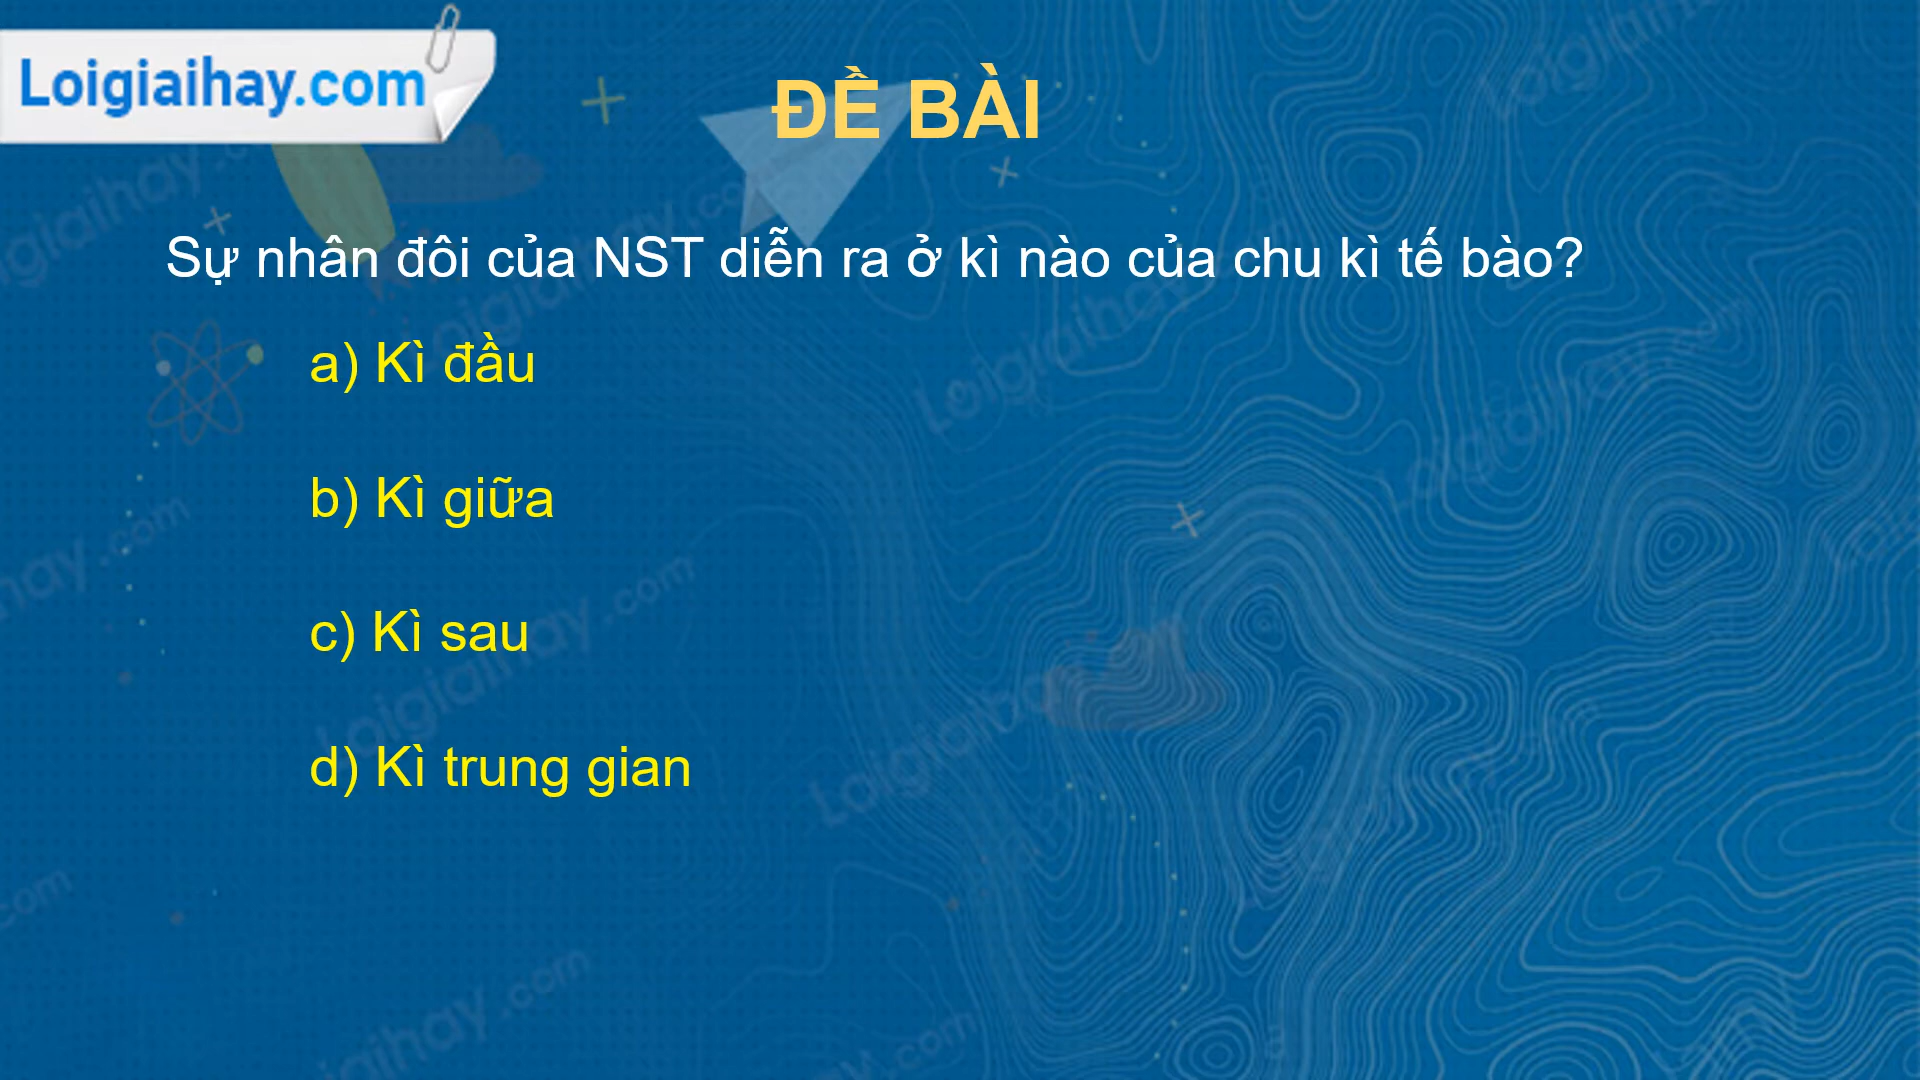 Loigiaihay.com
ĐỀ BÀI
Sự nhân đôi của NST diễn ra ở kì nào của chu kì tế bào?
a) Kì đầu
b) Kì giữa
c) Kì sau
d) Kì trung gian